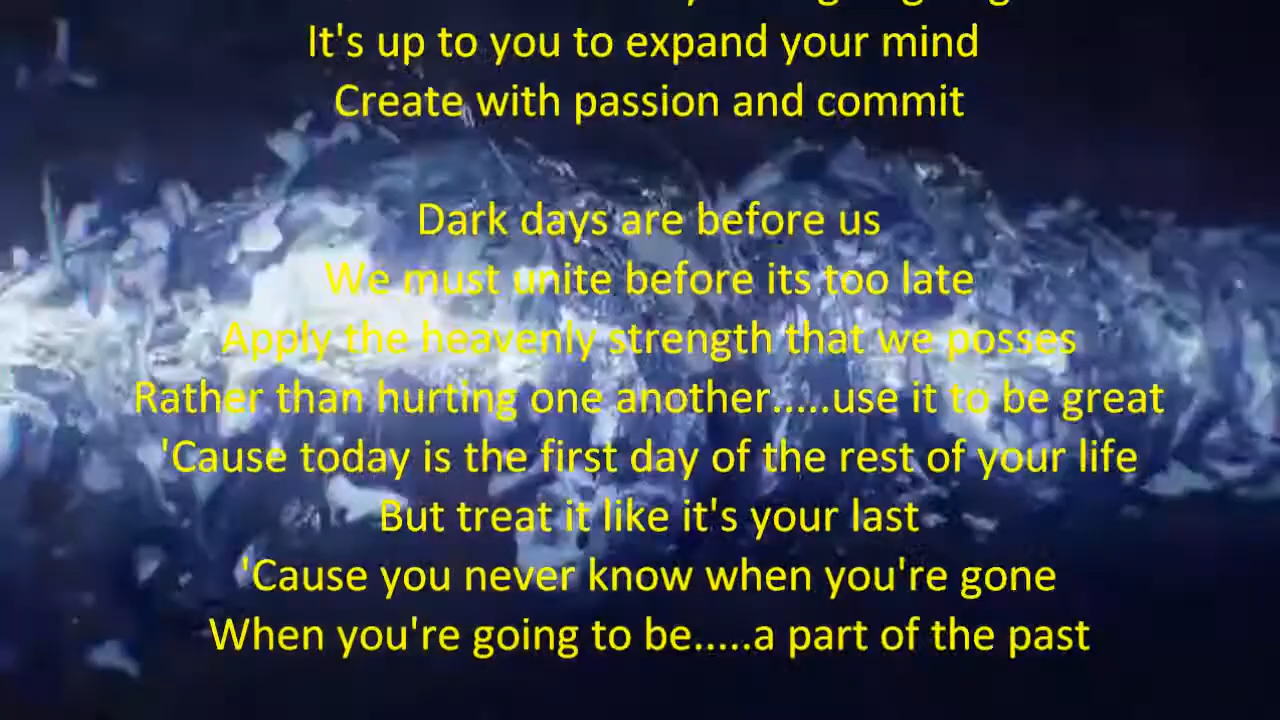 It's up to you to expand your mind
Create with passion and commit
Dark days are before us
We must unite before its too late
Apply the heavenly strength that we posses
Rather than hurting one another.....use it to be great
'Cause today is the first day of the rest of your life
But treat it like it's your last
'Cause you never know when you're gone
When you're going to be.....a part of the past